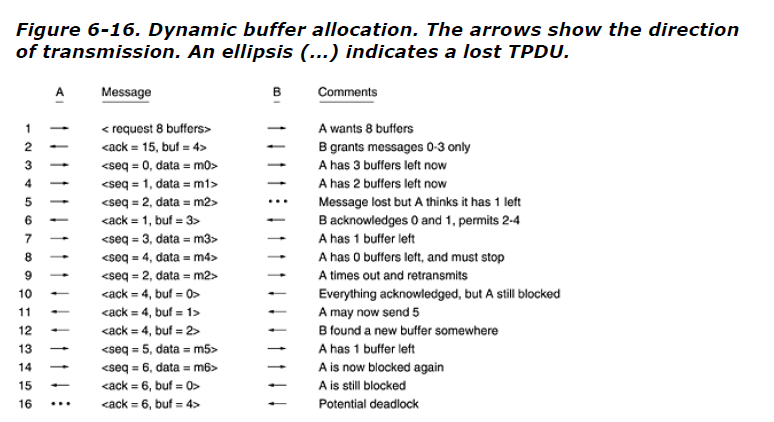 Figure 6-16. Dynamic buffer allocation. The arrows show the direction
of transmission. An ellipsis (...) indicates a lost TPDU.
A Message B Comments
1 → < request 8 buffers> → A wants 8 buffers
2 ← <ack = 15, buf = 4> ← B grants messages 0-3 only
3 → <seq = 0, data = m0> → A has 3 buffers left now
4 → <seq = 1, data = m1> → A has 2 buffers left now
5 → <seq = 2, data = m2> ••• Message lost but A thinks it has 1 left
6 ← <ack = 1, buf = 3> ← B acknowledges 0 and 1, permits 2-4
7 → <seq = 3, data = m3> → A has 1 buffer left
8 → <seq = 4, data = m4> → A has 0 buffers left, and must stop
9 → <seq = 2, data = m2> → A times out and retransmits
10 ← <ack = 4, buf = 0> ← Everything acknowledged, but A still blocked
11 ← <ack = 4, buf = 1> ← A may now send 5
12 ← <ack = 4, buf = 2> ← B found a new buffer somewhere
13 → <seq = 5, data = m5> → A has 1 buffer left
14 → <seq = 6, data = m6> → A is now blocked again
15 ← <ack = 6, buf = 0> ← A is still blocked
16 ••• <ack = 6, buf = 4> ← Potential deadlock